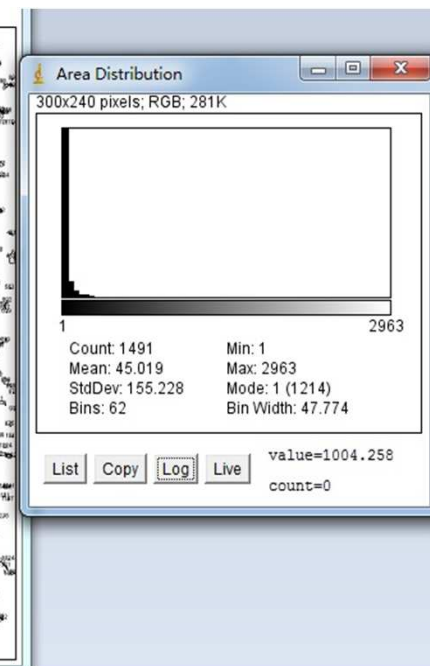 Area Distribution
300x240 pixels; RGB; 281K
1 2963
Count: 1491 Min: 1
Mean: 45.019 Max: 2963
StdDev: 155.228 Mode: 1 (1214)
Bins: 62 Bin Width: 47.774
List Copy Log Live value=1004.258
count=0